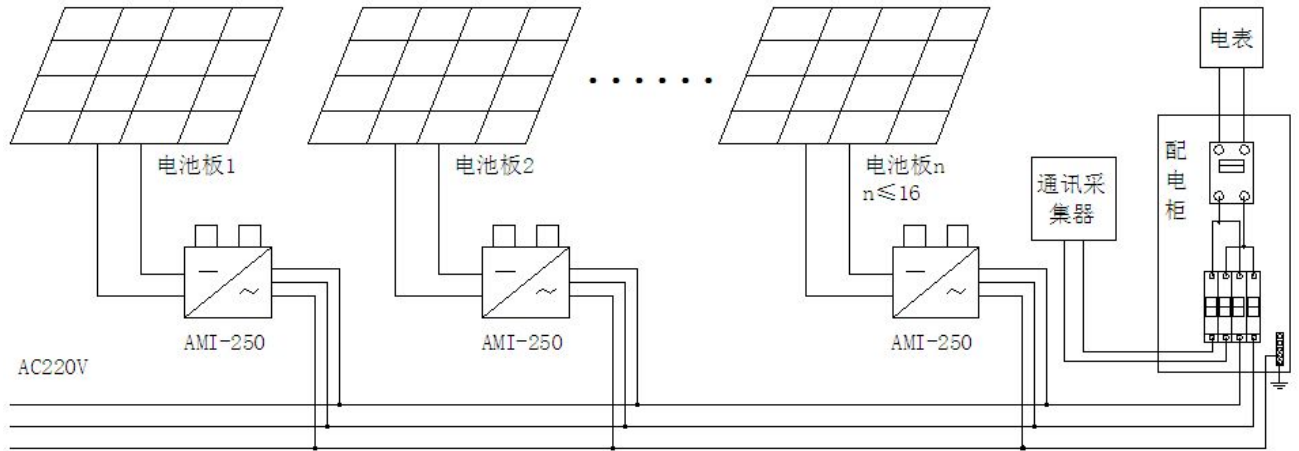 电表
电池板1
电池板2
电池板n
n≤16
通讯采
集器
配
电
柜
AMI-250
AMI-250
AMI-250
AC220V